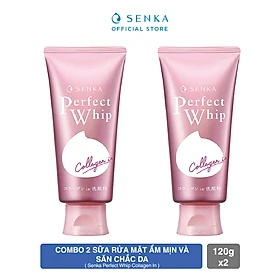 SENKA
OFFICIAL STORE
SENKA
Perfect
Whip
Collagen in
SENKA
Perfect
Whip
Collagen in
COMBO 2 SỮA RỬA MẶT ẨM MỊN VÀ
SĂN CHẮC DA
( Senka Perfect Whip Collagen In )
120g
x2